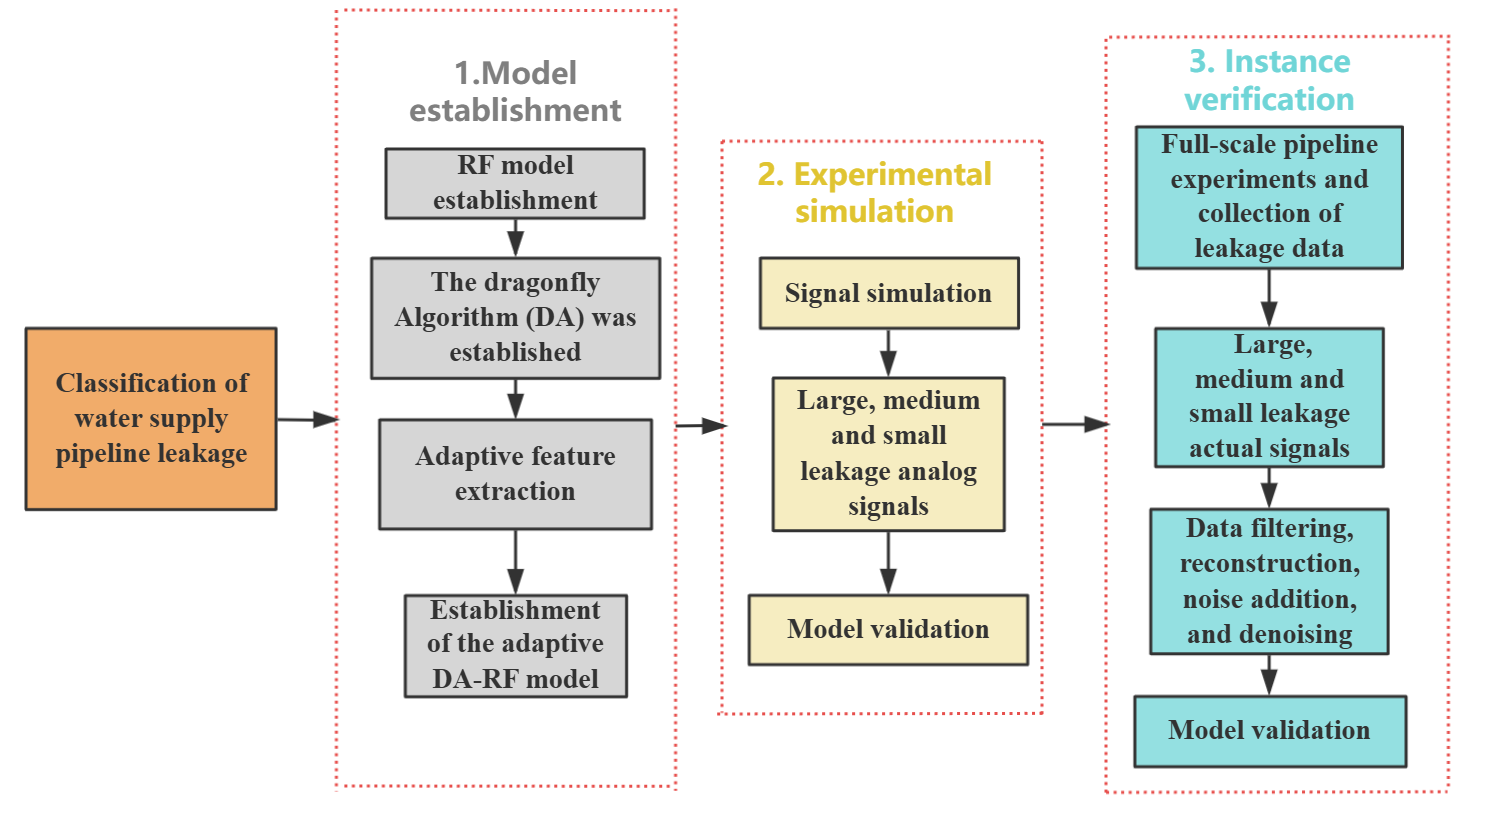 Classification of
water supply
pipeline leakage
1.Model
establishment
RF model
establishment
The dragonfly
Algorithm (DA) was
established
Adaptive feature
extraction
Establishment
of the adaptive
DA-RF model
2. Experimental
simulation
Signal simulation
Large, medium
and small
leakage analog
signals
Model validation
3. Instance
verification
Full-scale pipeline
experiments and
collection of
leakage data
Large,
medium and
small leakage
actual signals
Data filtering,
reconstruction,
noise addition,
and denoising
Model validation